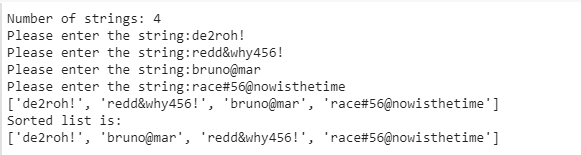 Number of strings: 4
Please enter the string:de2roh!
Please enter the string:redd&why456!
Please enter the string:bruno@mar
Please enter the string:race#56@nowisthetime
['de2roh!', 'redd&why456!', 'bruno@mar', 'race#56@nowisthetime']
Sorted list is:
['de2roh!', 'bruno@mar', 'redd&why456!', 'race#56@nowisthetime']